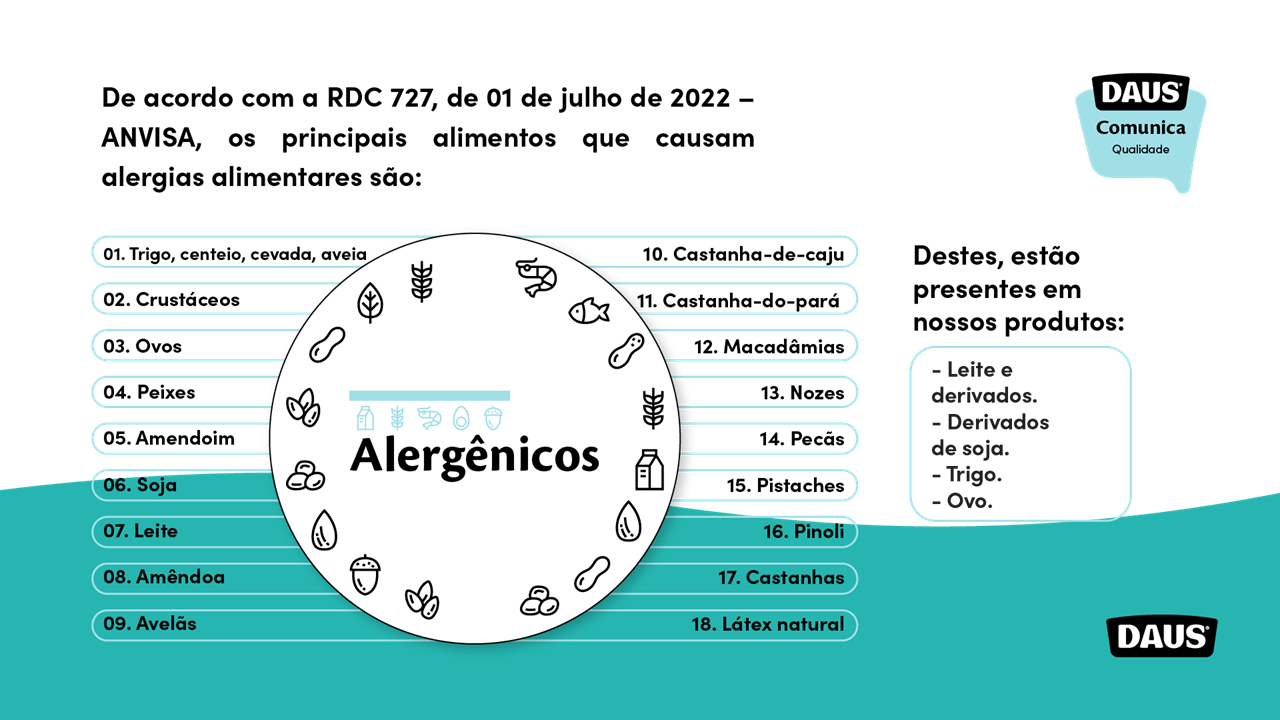 De acordo com a RDC 727, de 01 de julho de 2022 –
ANVISA, os principais alimentos que causam
alergias alimentares são:
DAUS®
Comunica
Qualidade
01. Trigo, centeio, cevada, aveia
02. Crustáceos
03. Ovos
04. Peixes
05. Amendoim
06. Soja
07. Leite
08. Amêndoa
09. Avelãs
Alergênicos
10. Castanha-de-caju
11. Castanha-do-pará
12. Macadâmias
13. Nozes
14. Pecãs
15. Pistaches
16. Pinoli
17. Castanhas
18. Látex natural
Destes, estão
presentes em
nossos produtos:
- Leite e
derivados.
- Derivados
de soja.
- Trigo.
- Ovo.
DAUS®